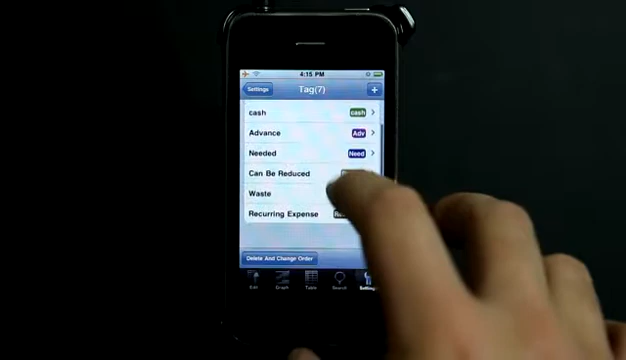 4:15 PM
Settings
Tag(7)
+
cash cash
Advance Adv
Needed Need
Can Be Reduced
Waste
Recurring Expense
Delete And Change Order
Edit Graph Table Search